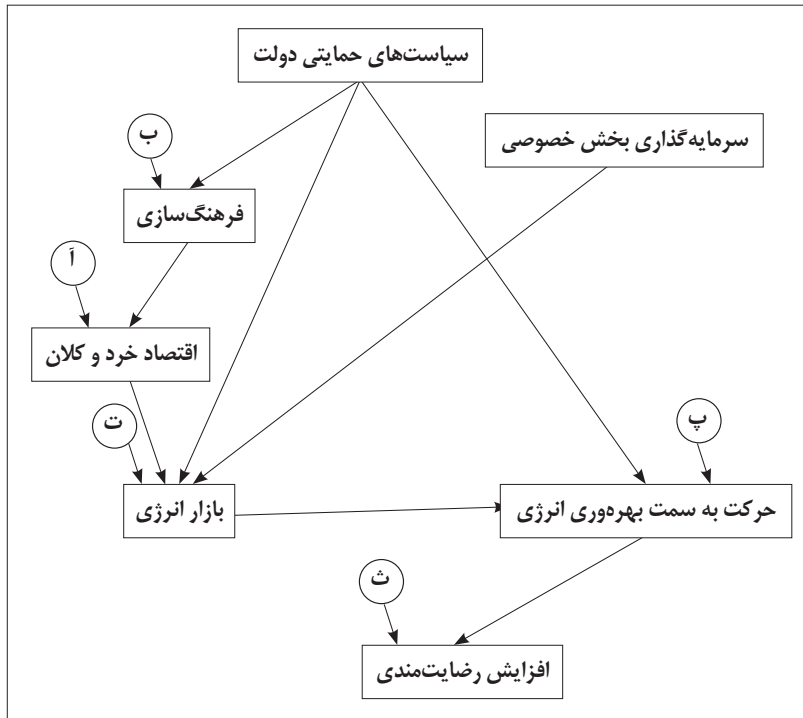 سیاست‌های حمایتی دولت
سرمایه‌گذاری بخش خصوصی
ب
فرهنگ‌سازی
آ
اقتصاد خرد و کلان
پ
ت
حرکت به سمت بهره‌وری انرژی
بازار انرژی
ث
افزایش رضایت‌مندی